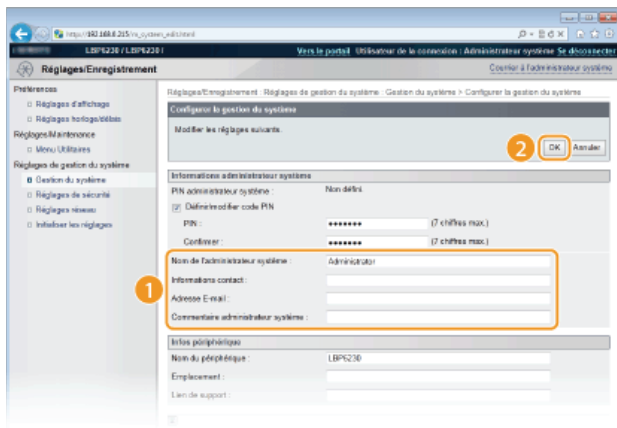 http://192.168.0.215/m_system_edit.html
LBP6230 / LBP6230 /
Vers le portail Utilisateur de la connexion : Administrateur système Se déconnecter
Réglages/Enregistrement
Courrier à l'administrateur système
Préférences
Réglages d'affichage
Réglages horloge/délais
Réglages/Maintenance
Menu Utilitaires
Réglages de gestion du système
Gestion du système
Réglages de sécurité
Réglages réseau
Initialiser les réglages
Réglages/Enregistrement : Réglages de gestion du système : Gestion du système > Configurer la gestion du système
Configurer la gestion du système
Modifier les réglages suivants.
2
OK
Annuler
Informations administrateur système
PIN administrateur système :
Non défini
Définir/modifier code PIN
PIN :
•••••••
(7 chiffres max.)
Confirmer :
•••••••
(7 chiffres max.)
1
Nom de l'administrateur système :
Administrator
Informations contact :
Adresse E-mail :
Commentaire administrateur système :
Infos périphérique
Nom du périphérique :
LBP6230
Emplacement :
Lien de support :